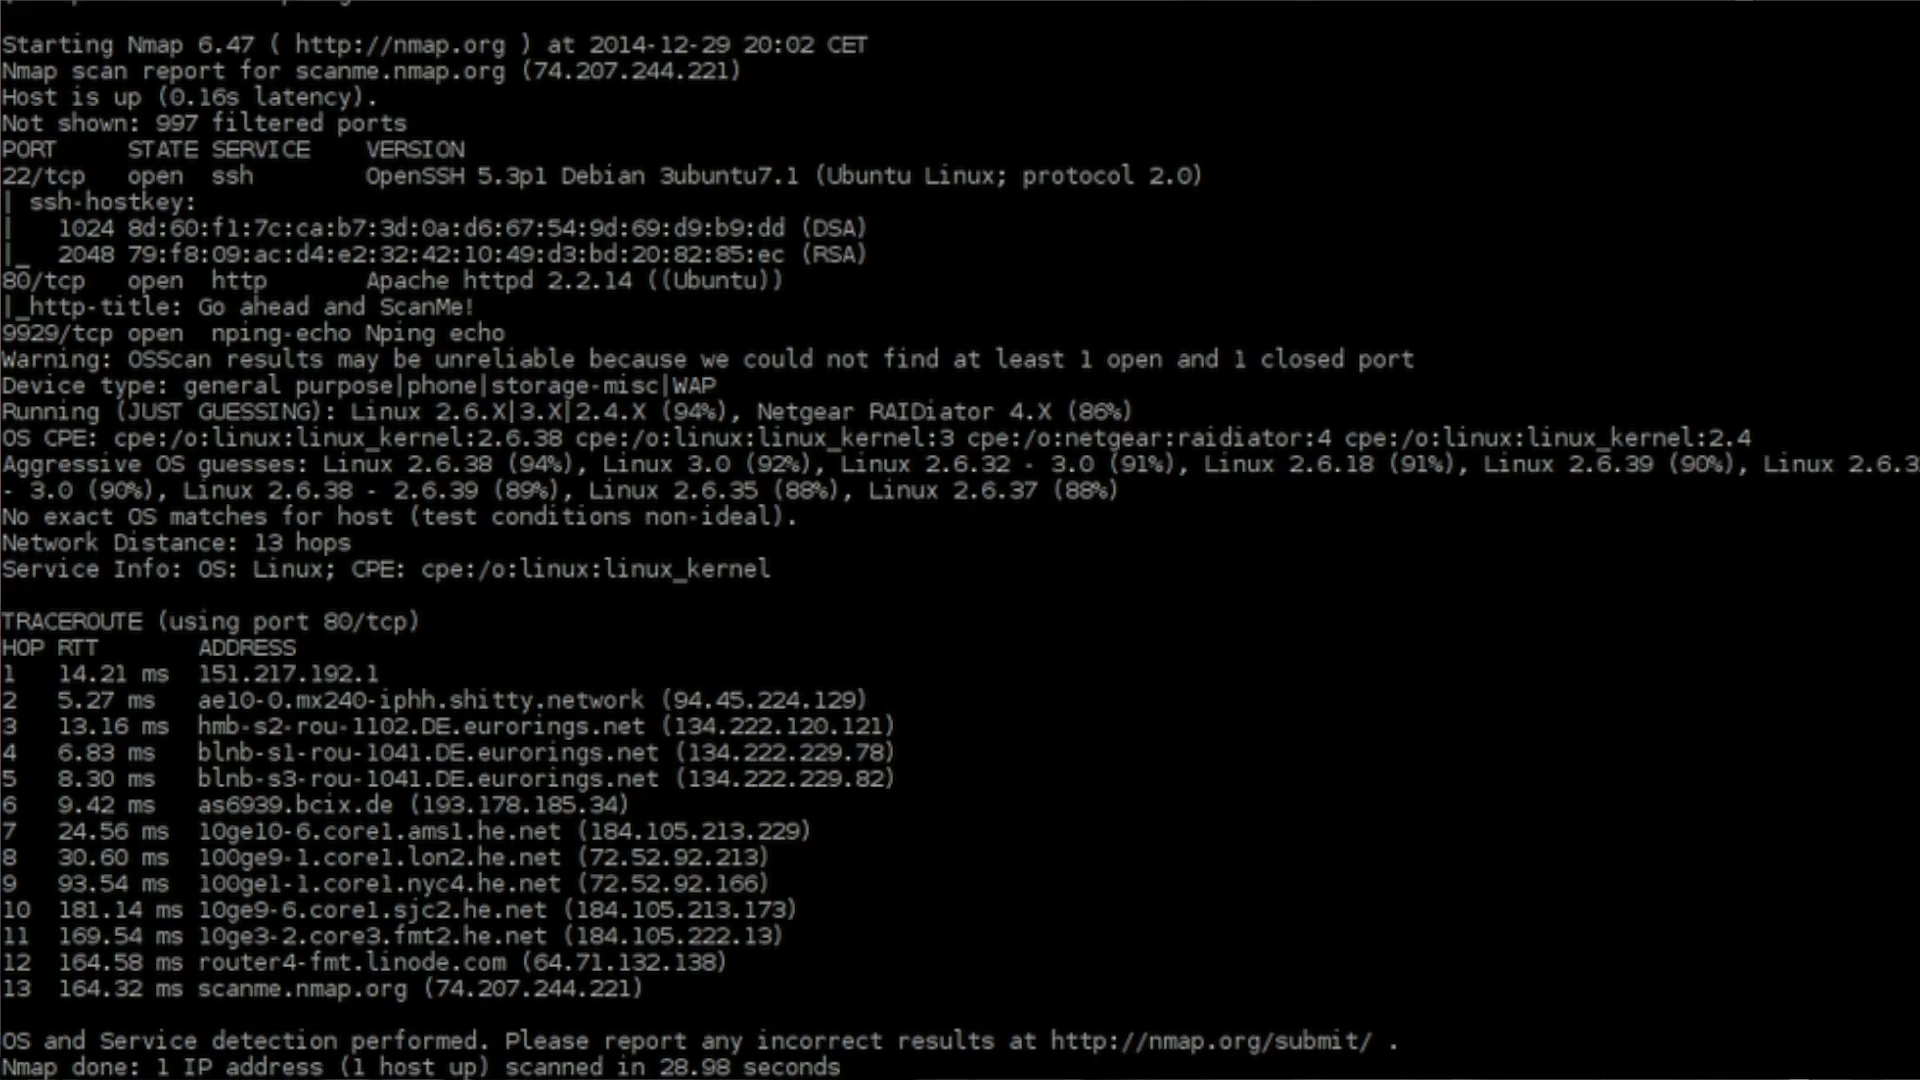 Starting Nmap 6.47 ( http://nmap.org ) at 2014-12-29 20:02 CET
Nmap scan report for scanme.nmap.org (74.207.244.221)
Host is up (0.16s latency).
Not shown: 997 filtered ports
PORT     STATE SERVICE    VERSION
22/tcp   open  ssh        OpenSSH 5.3p1 Debian 3ubuntu7.1 (Ubuntu Linux; protocol 2.0)
| ssh-hostkey:
|   1024 8d:60:f1:7c:ca:b7:3d:0a:d6:67:54:9d:69:d9:b9:dd (DSA)
|_  2048 79:f8:09:ac:d4:e2:32:42:10:49:d3:bd:20:82:85:ec (RSA)
80/tcp   open  http       Apache httpd 2.2.14 ((Ubuntu))
|_http-title: Go ahead and ScanMe!
9929/tcp open  nping-echo Nping echo
Warning: OSScan results may be unreliable because we could not find at least 1 open and 1 closed port
Device type: general purpose|phone|storage-misc|WAP
Running (JUST GUESSING): Linux 2.6.X|3.X|2.4.X (94%), Netgear RAIDiator 4.X (86%)
OS CPE: cpe:/o:linux:linux_kernel:2.6.38 cpe:/o:linux:linux_kernel:3 cpe:/o:netgear:raidiator:4 cpe:/o:linux:linux_kernel:2.4
Aggressive OS guesses: Linux 2.6.38 (94%), Linux 3.0 (92%), Linux 2.6.32 - 3.0 (91%), Linux 2.6.18 (91%), Linux 2.6.39 (90%), Linux 2.6.3
- 3.0 (90%), Linux 2.6.38 - 2.6.39 (89%), Linux 2.6.35 (88%), Linux 2.6.37 (88%)
No exact OS matches for host (test conditions non-ideal).
Network Distance: 13 hops
Service Info: OS: Linux; CPE: cpe:/o:linux:linux_kernel
TRACEROUTE (using port 80/tcp)
HOP RTT       ADDRESS
1   14.21 ms  151.217.192.1
2   5.27 ms   ae10-0.mx240-iphh.shitty.network (94.45.224.129)
3   13.16 ms  hmb-s2-rou-1102.DE.eurorings.net (134.222.120.121)
4   6.83 ms   blnb-s1-rou-1041.DE.eurorings.net (134.222.229.78)
5   8.30 ms   blnb-s3-rou-1041.DE.eurorings.net (134.222.229.82)
6   9.42 ms   as6939.bcix.de (193.178.185.34)
7   24.56 ms  10ge10-6.core1.ams1.he.net (184.105.213.229)
8   30.60 ms  100ge9-1.core1.lon2.he.net (72.52.92.213)
9   93.54 ms  100ge1-1.core1.nyc4.he.net (72.52.92.166)
10  181.14 ms 10ge9-6.core1.sjc2.he.net (184.105.213.173)
11  169.54 ms 10ge3-2.core3.fmt2.he.net (184.105.222.13)
12  164.58 ms router4-fmt.linode.com (64.71.132.138)
13  164.32 ms scanme.nmap.org (74.207.244.221)
OS and Service detection performed. Please report any incorrect results at http://nmap.org/submit/ .
Nmap done: 1 IP address (1 host up) scanned in 28.98 seconds